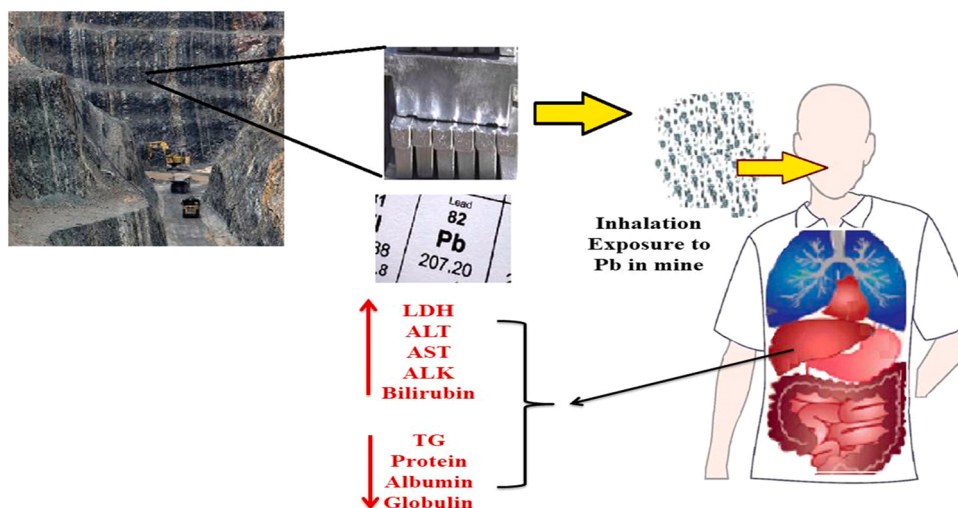 Lead
82
Pb
207.20
Inhalation
Exposure to
Pb in mine
LDH
ALT
AST
ALK
Bilirubin
TG
Protein
Albumin
Globulin